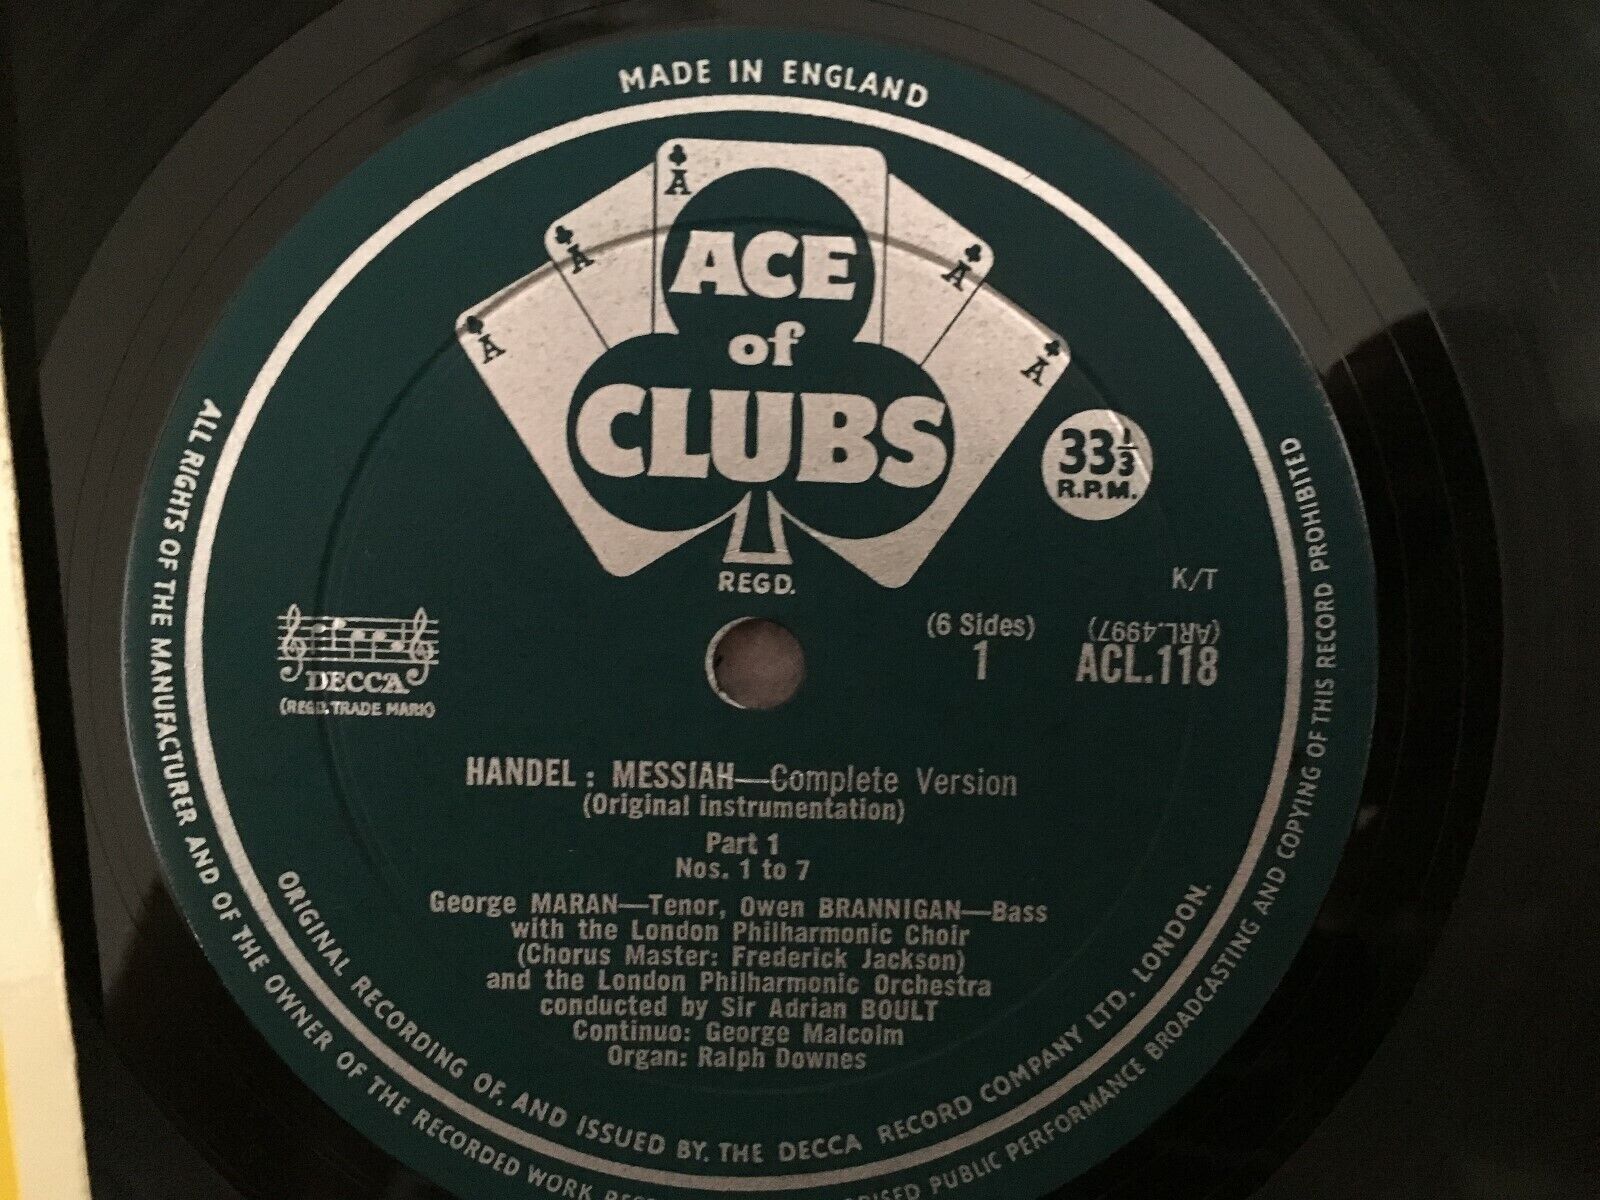 MADE IN ENGLAND
A
A
A
A
A
ACE
of
CLUBS
REGD.
33 1/3
R.P.M.
K/T
DECCA
(REGD. TRADE MARK)
(6 Sides)
1
(ARL.4997)
ACL.118
HANDEL : MESSIAH—Complete Version
(Original instrumentation)
Part 1
Nos. 1 to 7
George MARAN—Tenor, Owen BRANNIGAN—Bass
with the London Philharmonic Choir
(Chorus Master: Frederick Jackson)
and the London Philharmonic Orchestra
conducted by Sir Adrian BOULT
Continuo: George Malcolm
Organ: Ralph Downes
ORIGINAL RECORDING OF, AND ISSUED BY, THE DECCA RECORD COMPANY LTD. LONDON.
ALL RIGHTS OF THE MANUFACTURER AND OF THE OWNER OF THE RECORDED WORK
PUBLIC PERFORMANCE BROADCASTING AND COPYING OF THIS RECORD PROHIBITED